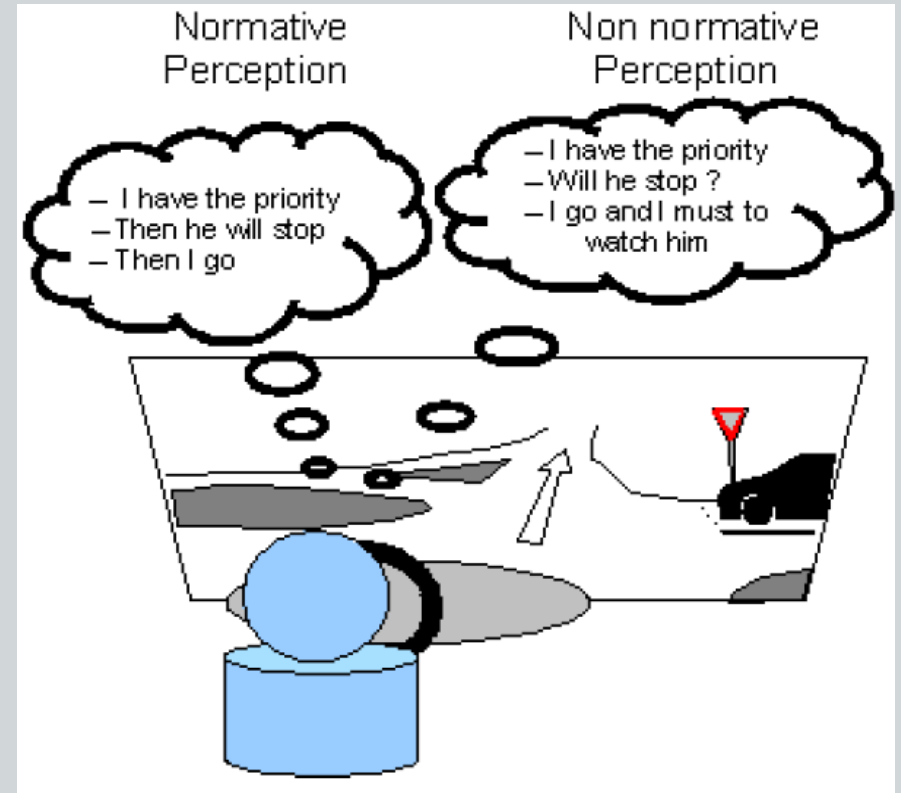 Normative
Perception
Non normative
Perception
– I have the priority
– Then he will stop
– Then I go
– I have the priority
– Will he stop ?
– I go and I must to
watch him